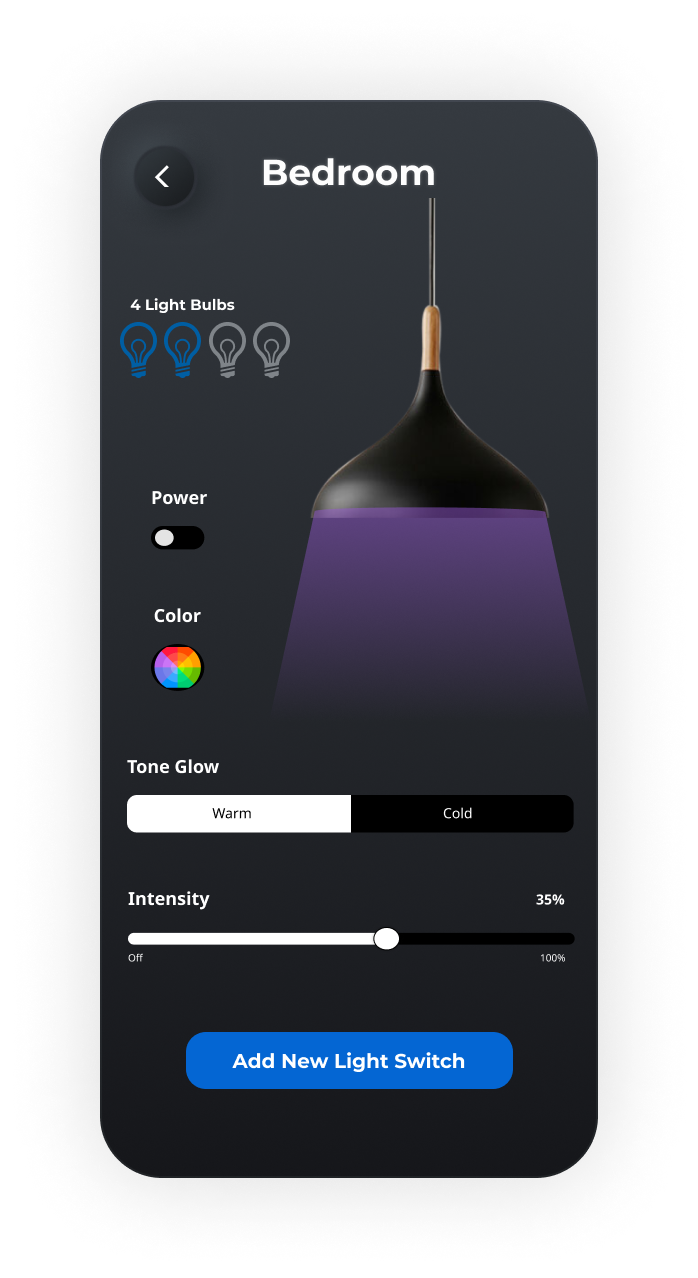 Bedroom
4 Light Bulbs
Power
Color
Tone Glow
Warm Cold
Intensity 35%
Off 100%
Add New Light Switch